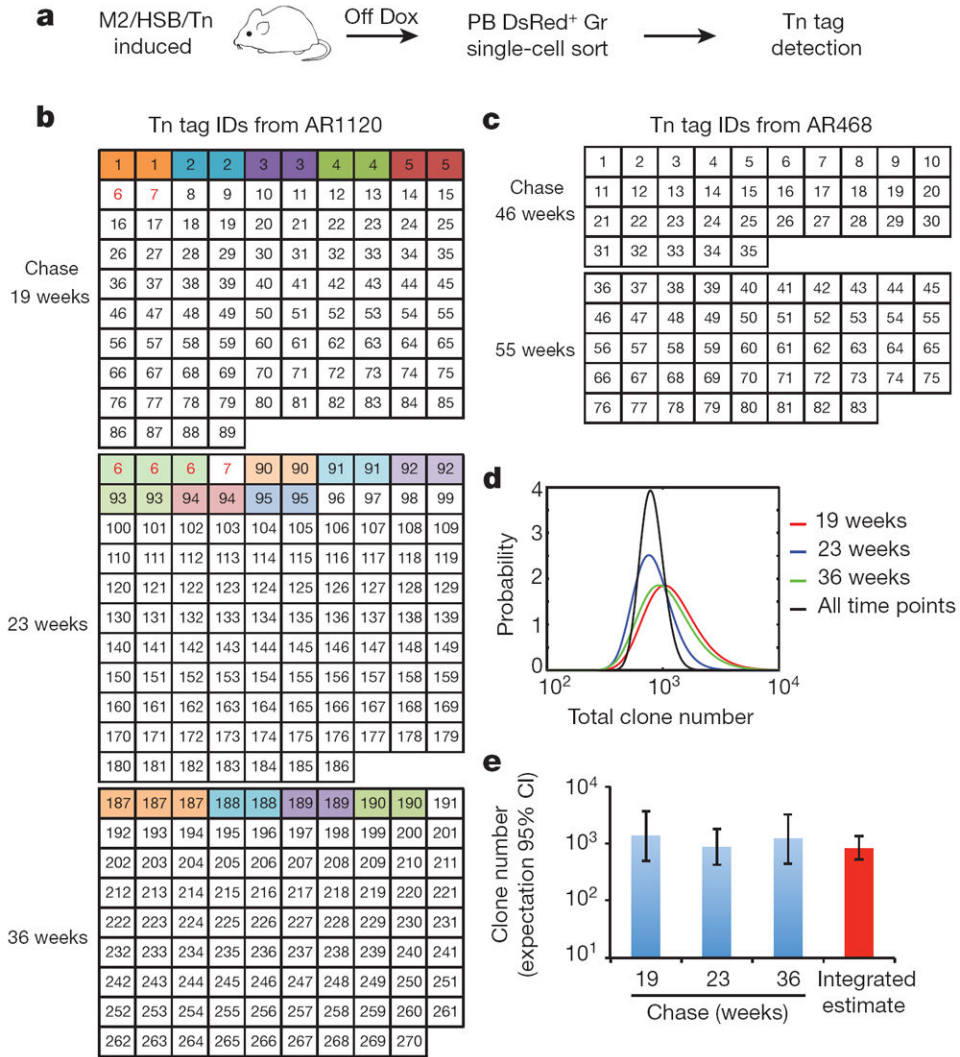 a
M2/HSB/Tn
induced
Off Dox
PB DsRed+ Gr
single-cell sort
Tn tag
detection
b
Tn tag IDs from AR1120
Chase
19 weeks
1 1 2 2 3 3 4 4 5 5
6 7 8 9 10 11 12 13 14 15
16 17 18 19 20 21 22 23 24 25
26 27 28 29 30 31 32 33 34 35
36 37 38 39 40 41 42 43 44 45
46 47 48 49 50 51 52 53 54 55
56 57 58 59 60 61 62 63 64 65
66 67 68 69 70 71 72 73 74 75
76 77 78 79 80 81 82 83 84 85
86 87 88 89
23 weeks
6 6 6 7 90 90 91 91 92 92
93 93 94 94 95 95 96 97 98 99
100 101 102 103 104 105 106 107 108 109
110 111 112 113 114 115 116 117 118 119
120 121 122 123 124 125 126 127 128 129
130 131 132 133 134 135 136 137 138 139
140 141 142 143 144 145 146 147 148 149
150 151 152 153 154 155 156 157 158 159
160 161 162 163 164 165 166 167 168 169
170 171 172 173 174 175 176 177 178 179
180 181 182 183 184 185 186
36 weeks
187 187 187 188 188 189 189 190 190 191
192 193 194 195 196 197 198 199 200 201
202 203 204 205 206 207 208 209 210 211
212 213 214 215 216 217 218 219 220 221
222 223 224 225 226 227 228 229 230 231
232 233 234 235 236 237 238 239 240 241
242 243 244 245 246 247 248 249 250 251
252 253 254 255 256 257 258 259 260 261
262 263 264 265 266 267 268 269 270
c
Tn tag IDs from AR468
Chase
46 weeks
1 2 3 4 5 6 7 8 9 10
11 12 13 14 15 16 17 18 19 20
21 22 23 24 25 26 27 28 29 30
31 32 33 34 35
55 weeks
36 37 38 39 40 41 42 43 44 45
46 47 48 49 50 51 52 53 54 55
56 57 58 59 60 61 62 63 64 65
66 67 68 69 70 71 72 73 74 75
76 77 78 79 80 81 82 83
d
Probability
4
3
2
1
0
10² 10³ 10⁴
Total clone number
19 weeks
23 weeks
36 weeks
All time points
e
Clone number
(expectation 95% CI)
10⁴
10³
10²
10¹
19 23 36
Chase (weeks)
Integrated
estimate